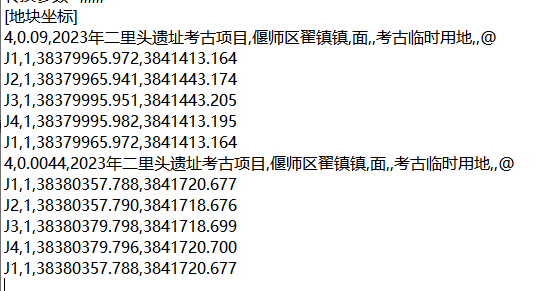 [地块坐标]
4,0.09,2023年二里头遗址考古项目,偃师区翟镇镇,面,,考古临时用地,,@
J1,1,38379965.972,3841413.164
J2,1,38379965.941,3841443.174
J3,1,38379995.951,3841443.205
J4,1,38379995.982,3841413.195
J1,1,38379965.972,3841413.164
4,0.0044,2023年二里头遗址考古项目,偃师区翟镇镇,面,,考古临时用地,,@
J1,1,38380357.788,3841720.677
J2,1,38380357.790,3841718.676
J3,1,38380379.798,3841718.699
J4,1,38380379.796,3841720.700
J1,1,38380357.788,3841720.677